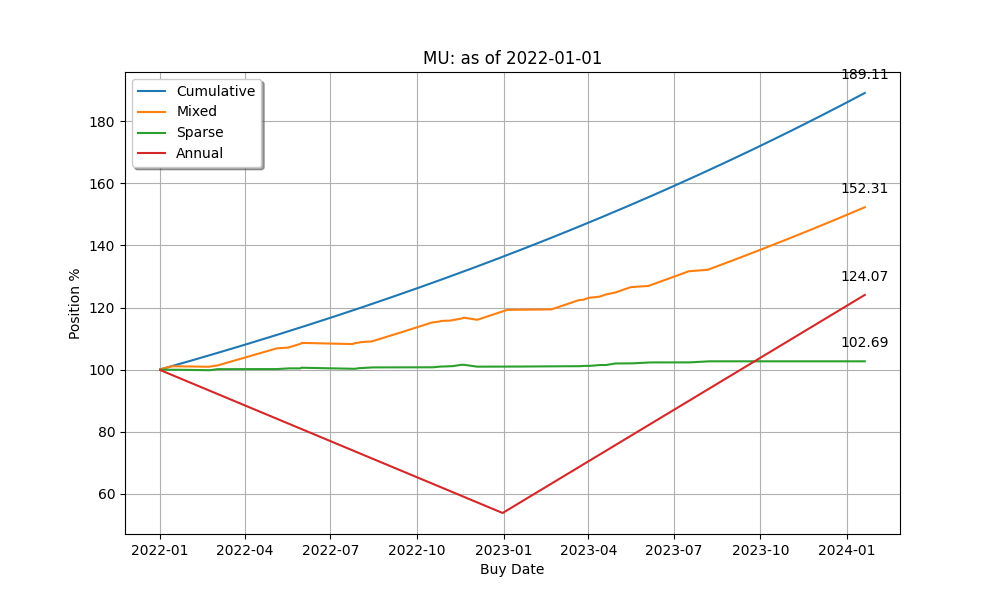 MU: as of 2022-01-01
189.11
Cumulative
Mixed
Sparse
Annual
152.31
124.07
102.69
Position %
180
160
140
120
100
80
60
2022-01 2022-04 2022-07 2022-10 2023-01 2023-04 2023-07 2023-10 2024-01
Buy Date